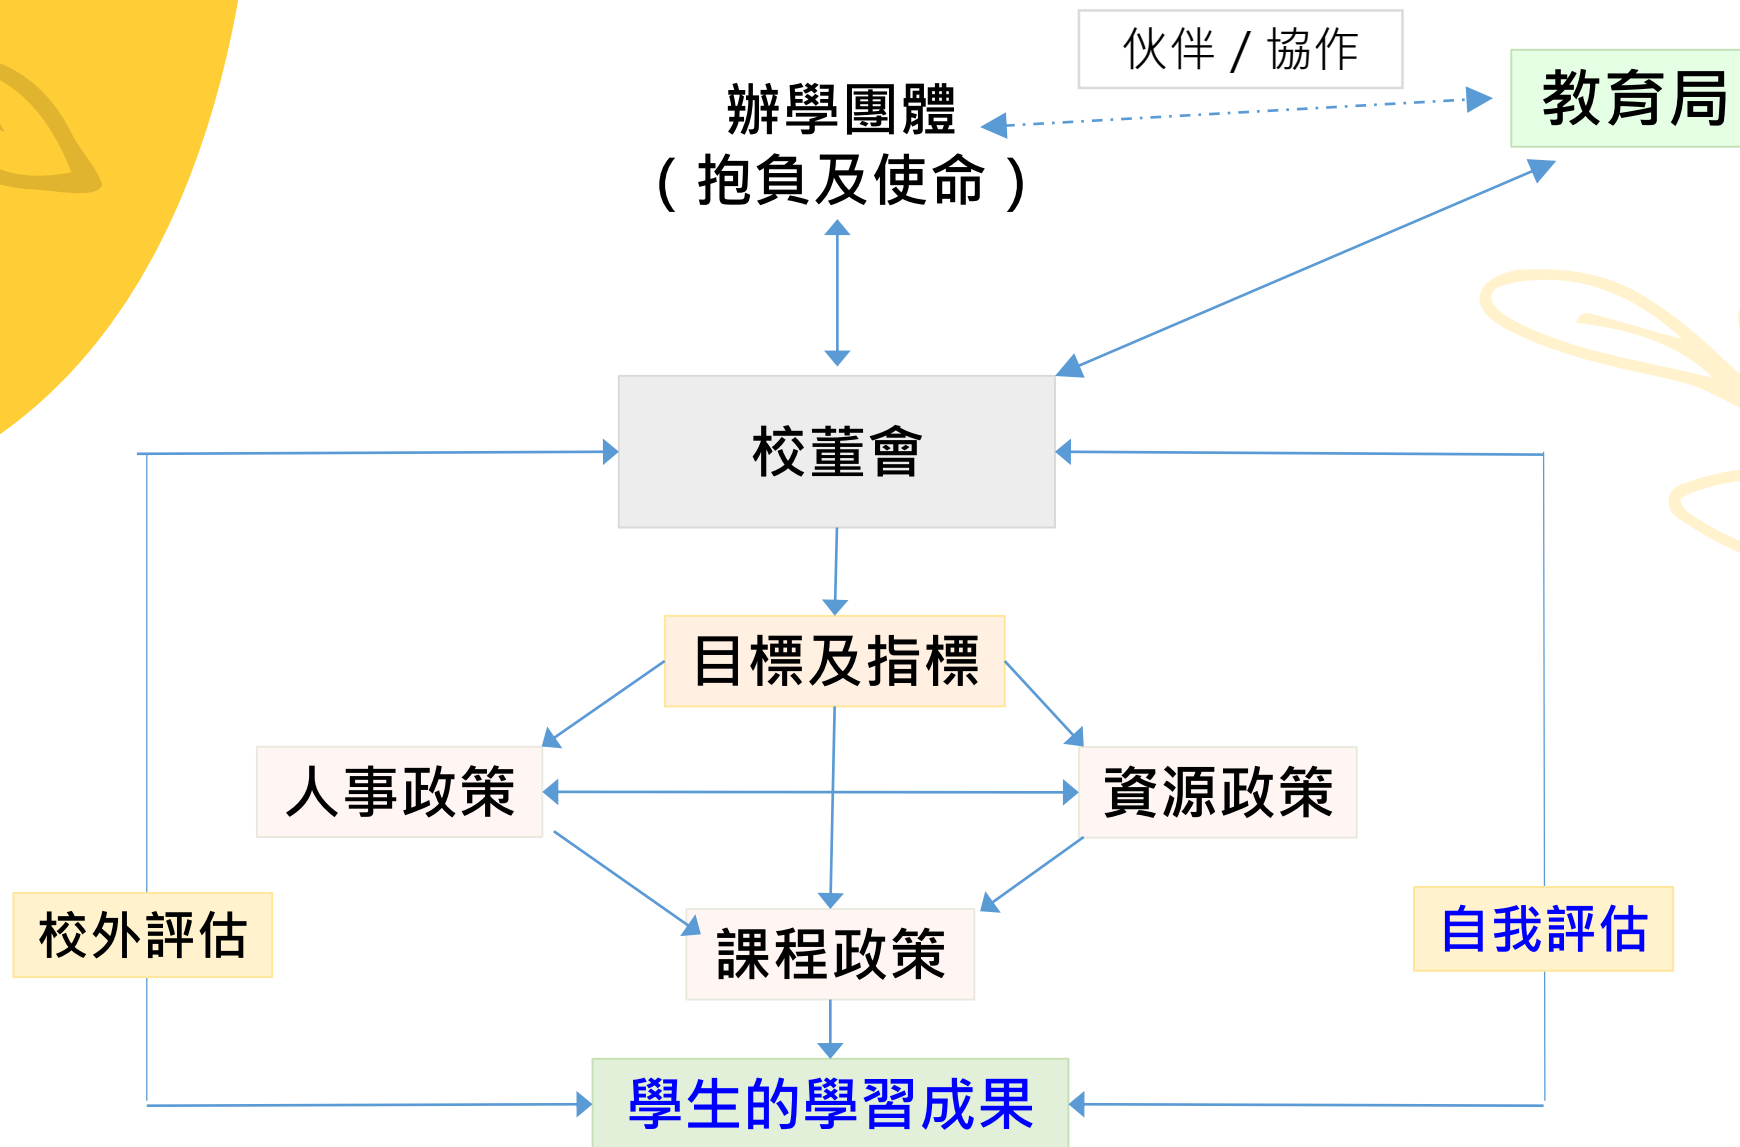 伙伴 / 協作
教育局
辦學團體
（抱負及使命）
校董會
目標及指標
人事政策
資源政策
校外評估
自我評估
課程政策
學生的學習成果